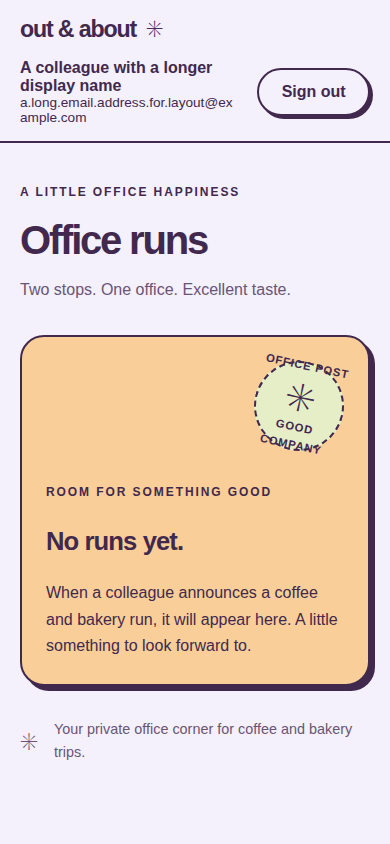 out & about ✳
A colleague with a longer
display name
a.long.email.address.for.layout@ex
ample.com
Sign out
A LITTLE OFFICE HAPPINESS
Office runs
Two stops. One office. Excellent taste.
OFFICE POST
GOOD
COMPANY
ROOM FOR SOMETHING GOOD
No runs yet.
When a colleague announces a coffee
and bakery run, it will appear here. A little
something to look forward to.
Your private office corner for coffee and bakery
trips.